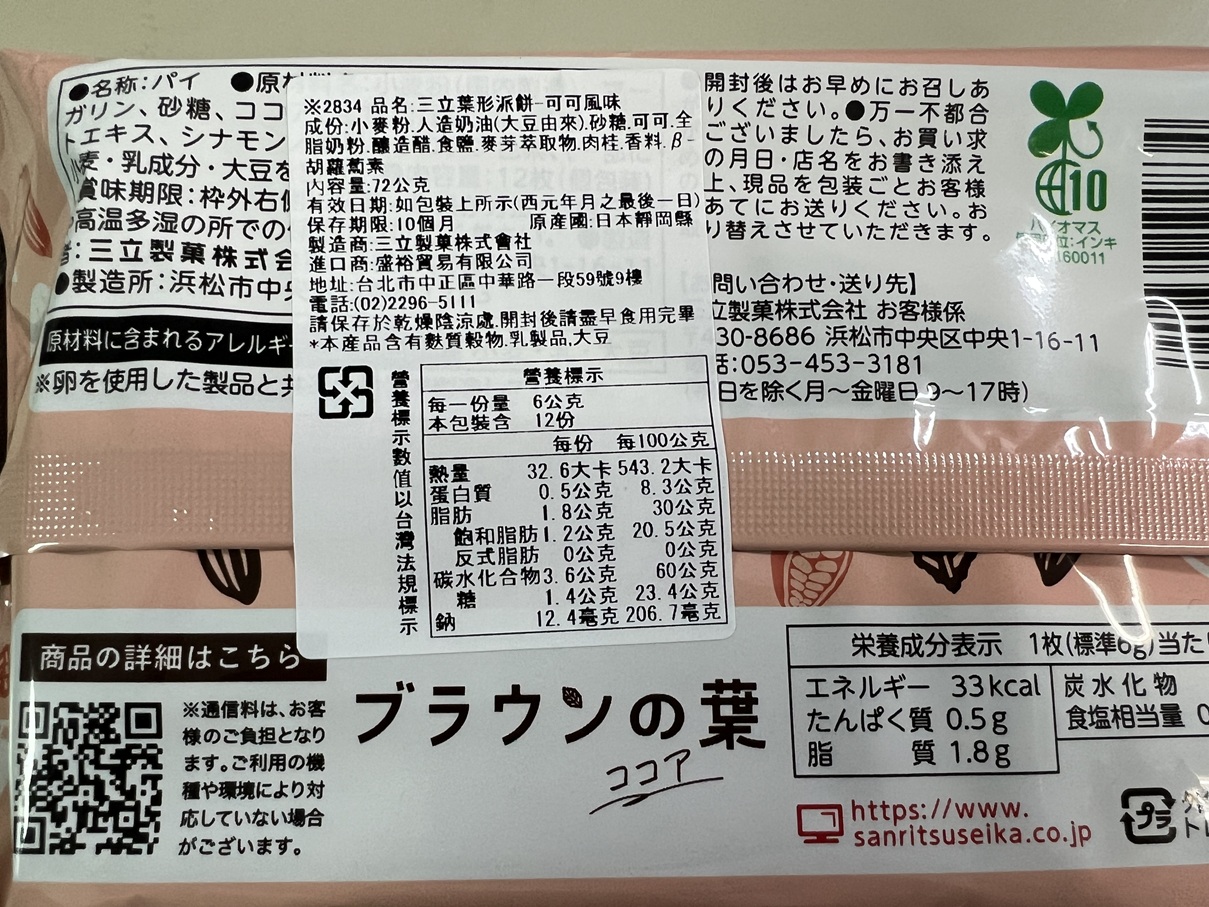 ●名称:パイ ●原材料名
ガリン、砂糖、ココ
トエキス、シナモン
小麦・乳成分・大豆を
賞味期限:枠外右側
高温多湿の所での
者:三立製菓株式会
●製造所:浜松市中央
原材料に含まれるアレルギー
※卵を使用した製品と共
※2834 品名:三立葉形派餅-可可風味
成份:小麥粉.人造奶油(大豆由來).砂糖.可可.全
脂奶粉.釀造醋.食鹽.麥芽萃取物.肉桂.香料.β-
胡蘿蔔素
內容量:72公克
有效日期:如包裝上所示(西元年月之最後一日)
保存期限:10個月 原產國:日本靜岡縣
製造商:三立製菓株式會社
進口商:盛裕貿易有限公司
地址:台北市中正區中華路一段59號9樓
電話:(02)2296-5111
請保存於乾燥陰涼處.開封後請盡早食用完畢
*本產品含有麩質穀物.乳製品,大豆
營養標示數值以台灣法規標示
營養標示
每一份量 6公克
本包裝含 12份
每份 每100公克
熱量 32.6大卡 543.2大卡
蛋白質 0.5公克 8.3公克
脂肪 1.8公克 30公克
飽和脂肪 1.2公克 20.5公克
反式脂肪 0公克 0公克
碳水化合物 3.6公克 60公克
糖 1.4公克 23.4公克
鈉 12.4毫克 206.7毫克
開封後はお早めにお召しあ
りください。●万一不都合
ございましたら、お買い求
の月日・店名をお書き添え
上、現品を包装ごとお客様
あてにお送りください。お
り替えさせていただきます。
問い合わせ・送り先】
立製菓株式会社 お客様係
30-8686 浜松市中央区中央1-16-11
話:053-453-3181
日を除く月〜金曜日 9〜17時)
10
バイオマス
位:インキ
160011
商品の詳細はこちら
※通信料は、お客
様のご負担となり
ます。ご利用の機
種や環境により対
応していない場合
がございます。
ブラウンの葉
ココア
栄養成分表示 1枚(標準6g)当た
エネルギー 33kcal 炭水化物
たんぱく質 0.5g 食塩相当量 0
脂質 1.8g
https://www.
sanritsuseika.co.jp
プラ